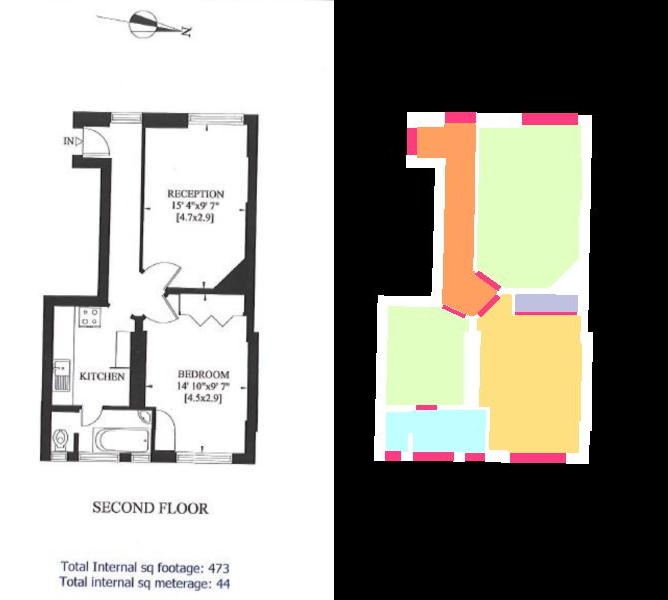 N
IN
RECEPTION
15' 4"x9' 7"
[4.7x2.9]
KITCHEN
BEDROOM
14' 10"x9' 7"
[4.5x2.9]
SECOND FLOOR
Total Internal sq footage: 473
Total internal sq meterage: 44